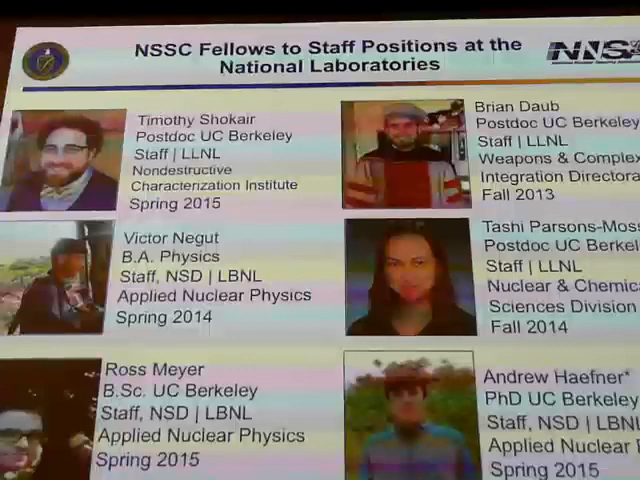 NSSC Fellows to Staff Positions at the
National Laboratories
Timothy Shokair
Postdoc UC Berkeley
Staff | LLNL
Nondestructive
Characterization Institute
Spring 2015
Brian Daub
Postdoc UC Berkeley
Staff | LLNL
Weapons & Complex
Integration Directora
Fall 2013
Victor Negut
B.A. Physics
Staff, NSD | LBNL
Applied Nuclear Physics
Spring 2014
Tashi Parsons-Moss
Postdoc UC Berkel
Staff | LLNL
Nuclear & Chemica
Sciences Division
Fall 2014
Ross Meyer
B.Sc. UC Berkeley
Staff, NSD | LBNL
Applied Nuclear Physics
Spring 2015
Andrew Haefner*
PhD UC Berkeley
Staff, NSD | LBNL
Applied Nuclear
Spring 2015